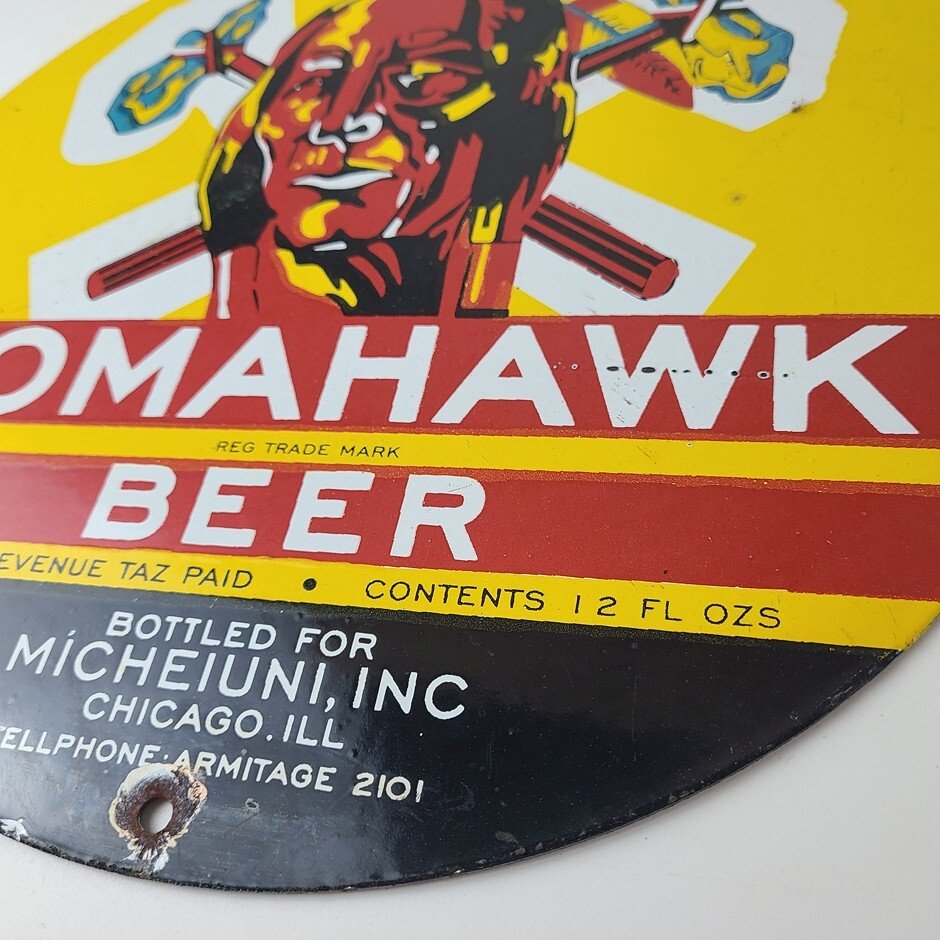 OMAHAWK
REG TRADE MARK
BEER
EVENUE TAZ PAID • CONTENTS 12 FL OZS
BOTTLED FOR
MÍCHEIUNI, INC
CHICAGO.ILL
TELLPHONE: ARMITAGE 2101